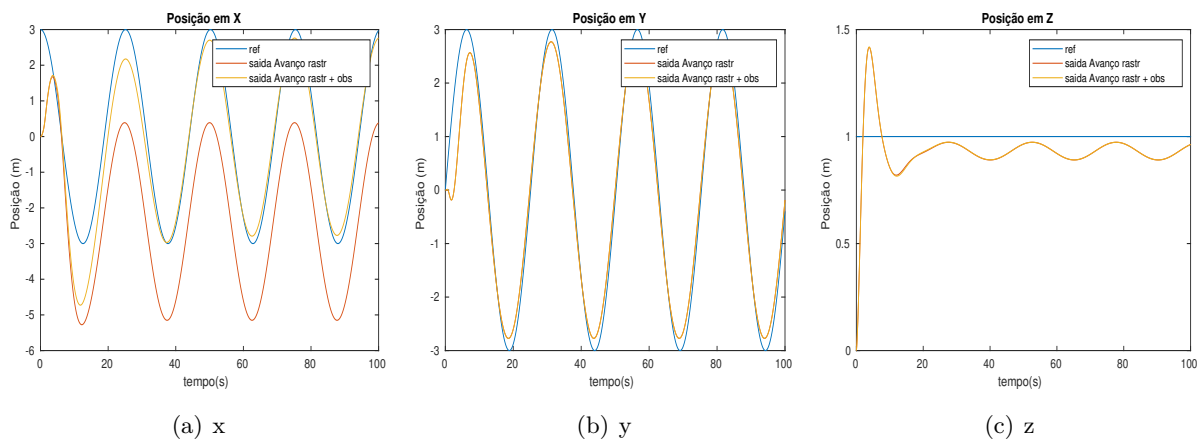 Posição em X
3
2
1
0
-1
-2
-3
-4
-5
-6
Posição (m)
0 20 40 60 80 100
tempo(s)
ref
saida Avanço rastr
saida Avanço rastr + obs
(a) x
Posição em Y
3
2
1
0
-1
-2
-3
Posição (m)
0 20 40 60 80 100
tempo(s)
ref
saida Avanço rastr
saida Avanço rastr + obs
(b) y
Posição em Z
1.5
1
0.5
0
Posição (m)
0 20 40 60 80 100
tempo(s)
ref
saida Avanço rastr
saida Avanço rastr + obs
(c) z